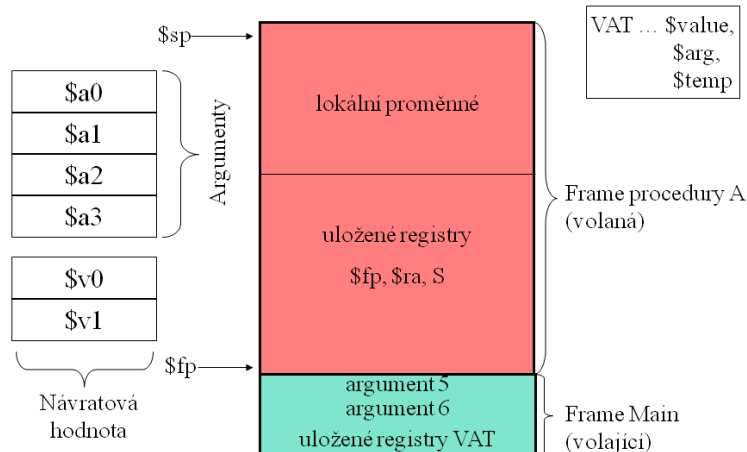 $sp
VAT ... $value,
$arg,
$temp
$a0
$a1
$a2
$a3
Argumenty
lokální proměnné
Frame procedury A
(volaná)
uložené registry
$fp, $ra, S
$v0
$v1
$fp
Návratová
hodnota
argument 5
argument 6
uložené registry VAT
Frame Main
(volající)